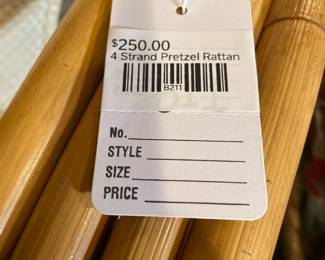 $250.00
4 Strand Pretzel Rattan
B211
No.
STYLE
SIZE
PRICE